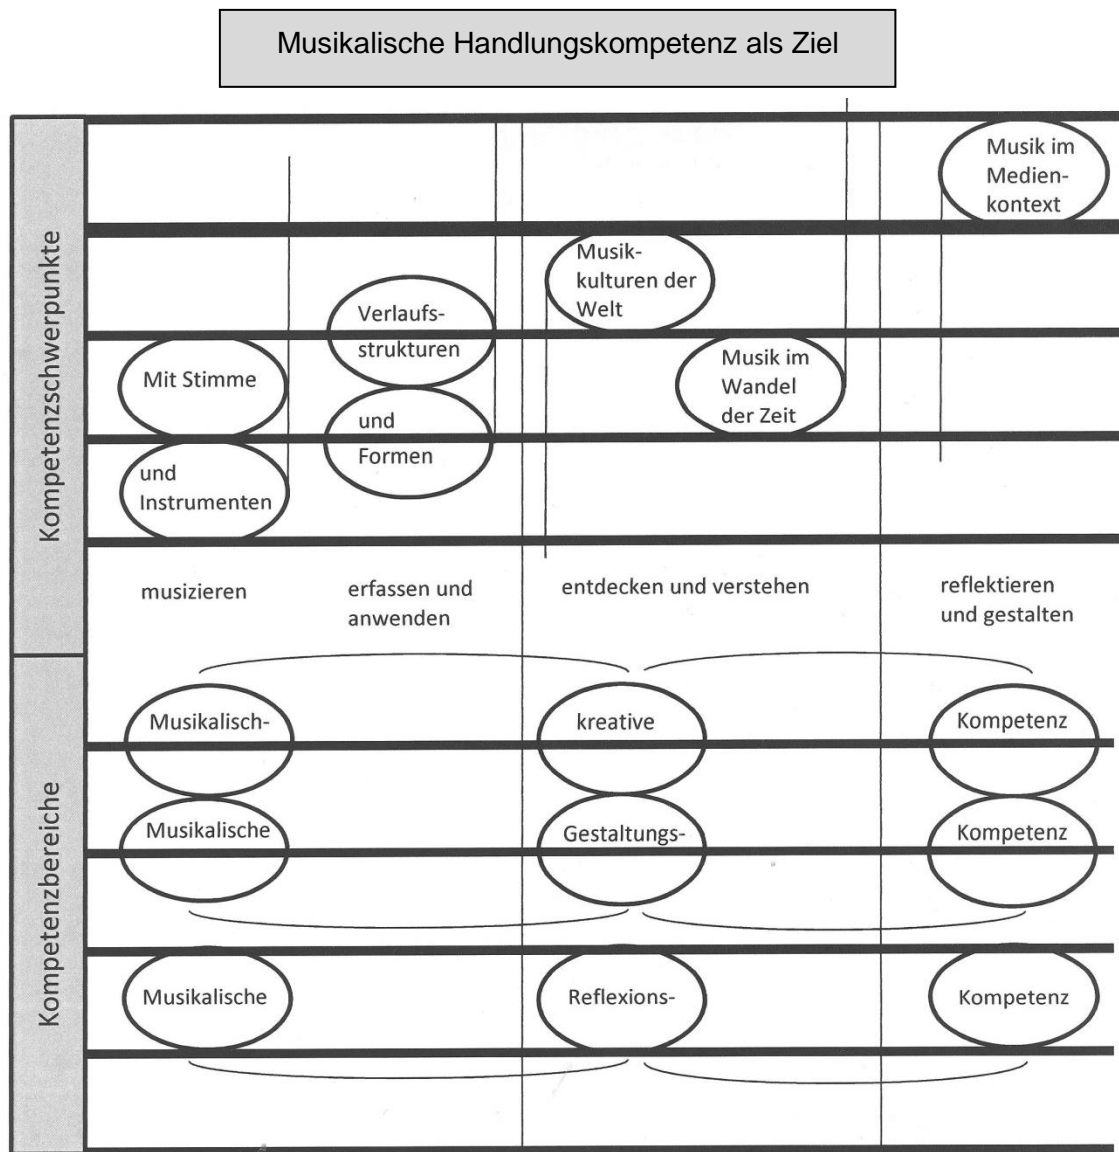 Musikalische Handlungskompetenz als Ziel
Kompetenzschwerpunkte
Mit Stimme
und
Instrumenten
musizieren
Verlaufs-
strukturen
und
Formen
erfassen und
anwenden
Musik-
kulturen der
Welt
Musik im
Wandel
der Zeit
entdecken und verstehen
Musik im
Medien-
kontext
reflektieren
und gestalten
Kompetenzbereiche
Musikalisch-
kreative
Kompetenz
Musikalische
Gestaltungs-
Kompetenz
Musikalische
Reflexions-
Kompetenz